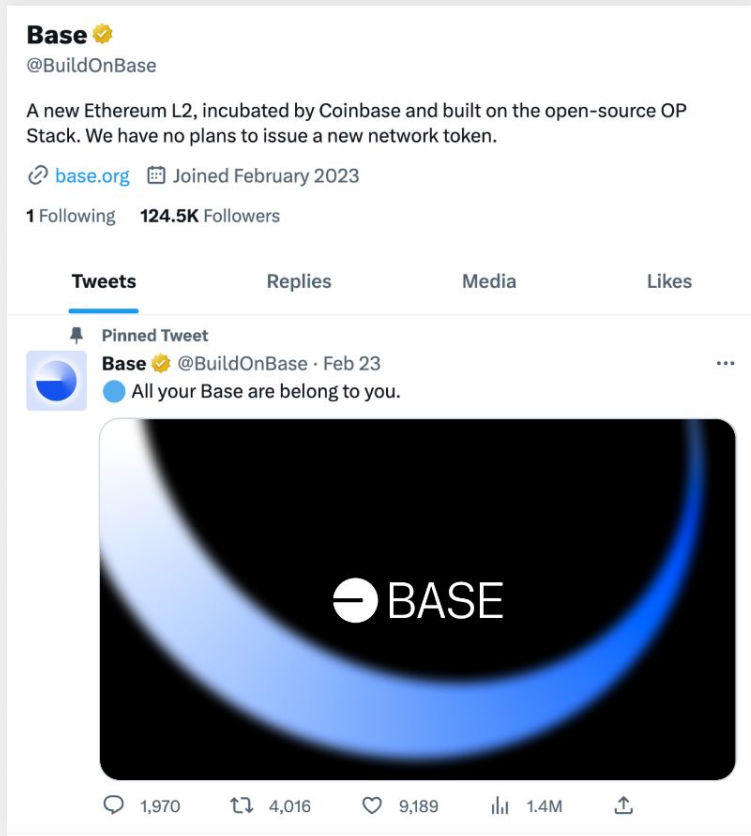 Base
@BuildOnBase
A new Ethereum L2, incubated by Coinbase and built on the open-source OP
Stack. We have no plans to issue a new network token.
base.org Joined February 2023
1 Following 124.5K Followers
Tweets Replies Media Likes
Pinned Tweet
Base @BuildOnBase · Feb 23
All your Base are belong to you.
BASE
1,970 4,016 9,189 1.4M